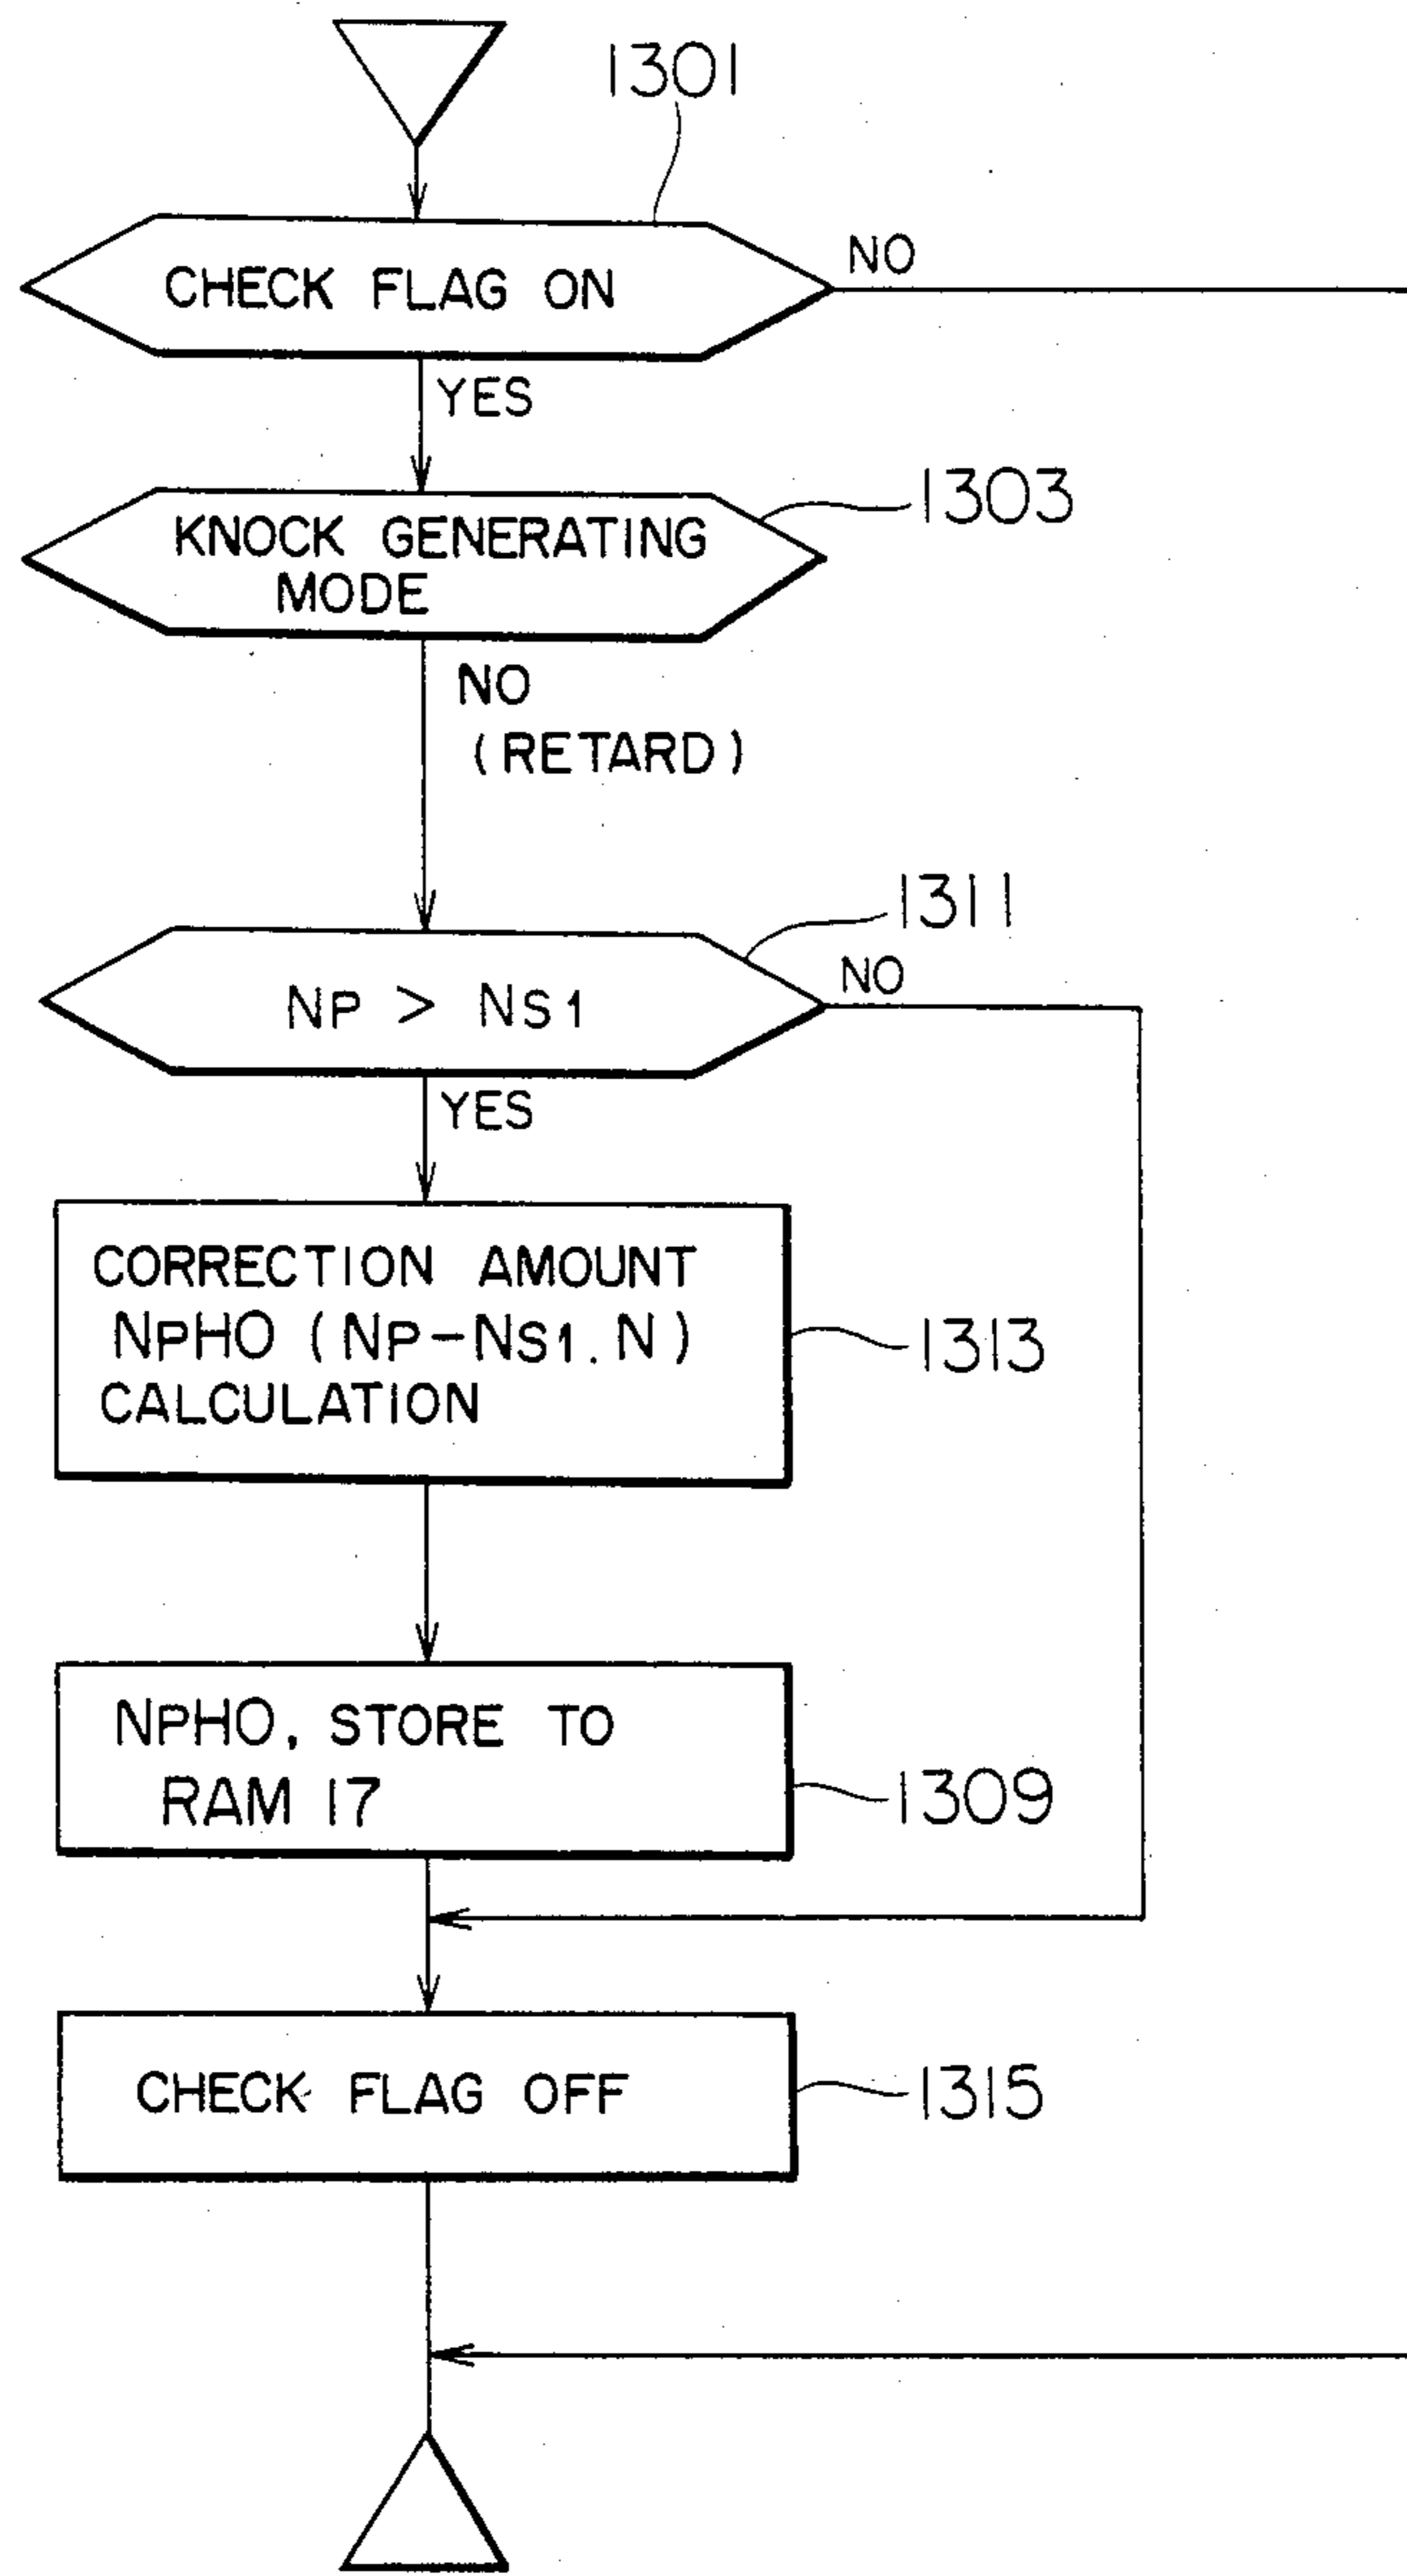 1301
CHECK FLAG ON
NO
YES
KNOCK GENERATING
MODE
1303
NO
(RETARD)
1311
NP > NS1
NO
YES
CORRECTION AMOUNT
NPHO (NP-NS1. N)
CALCULATION
1313
NPHO, STORE TO
RAM 17
1309
CHECK FLAG OFF
1315